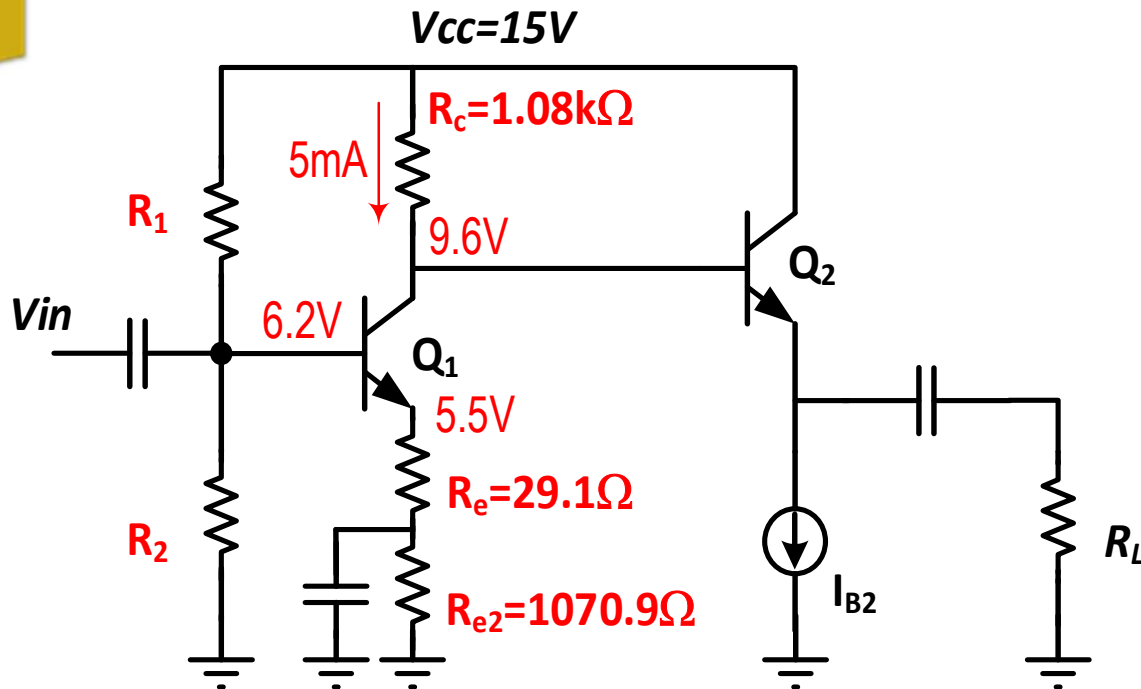 Vcc=15V
Rc=1.08kΩ
5mA
R1
9.6V
Q2
Vin
6.2V
Q1
5.5V
Re=29.1Ω
R2
RL
IB2
Re2=1070.9Ω